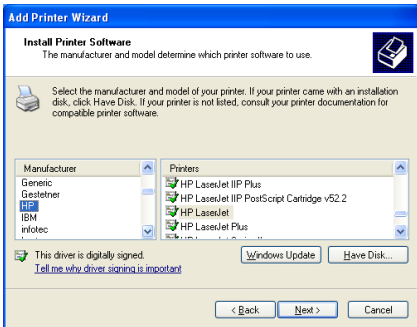 Add Printer Wizard
Install Printer Software
The manufacturer and model determine which printer software to use.
Select the manufacturer and model of your printer. If your printer came with an installation
disk, click Have Disk. If your printer is not listed, consult your printer documentation for
compatible printer software.
Manufacturer
Generic
Gestetner
HP
IBM
infotec
Printers
HP LaserJet IIP Plus
HP LaserJet IIP PostScript Cartridge v52.2
HP LaserJet
HP LaserJet Plus
This driver is digitally signed.
Tell me why driver signing is important
Windows Update
Have Disk...
< Back
Next >
Cancel